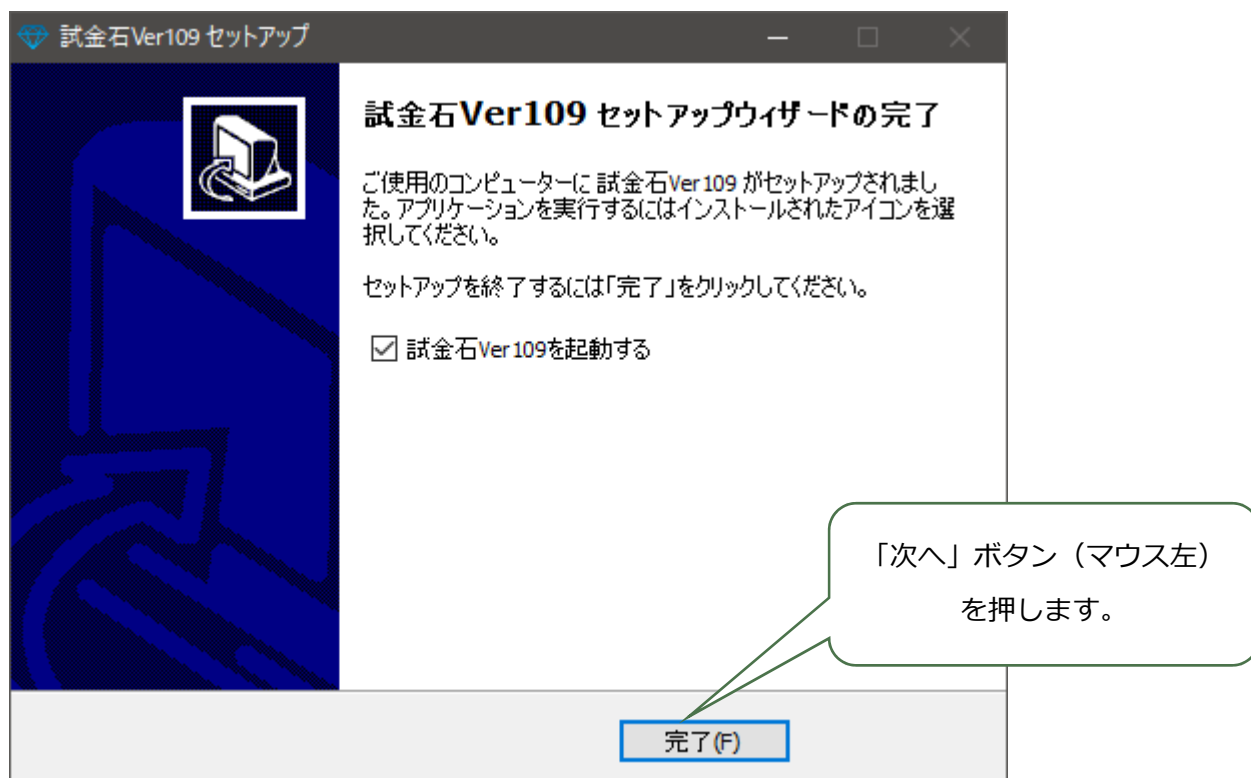 試金石Ver109 セットアップ
試金石Ver109 セットアップウィザードの完了
ご使用のコンピューターに 試金石Ver109 がセットアップされまし
た。アプリケーションを実行するにはインストールされたアイコンを選
択してください。
セットアップを終了するには「完了」をクリックしてください。
試金石Ver109を起動する
「次へ」ボタン（マウス左）
を押します。
完了(F)